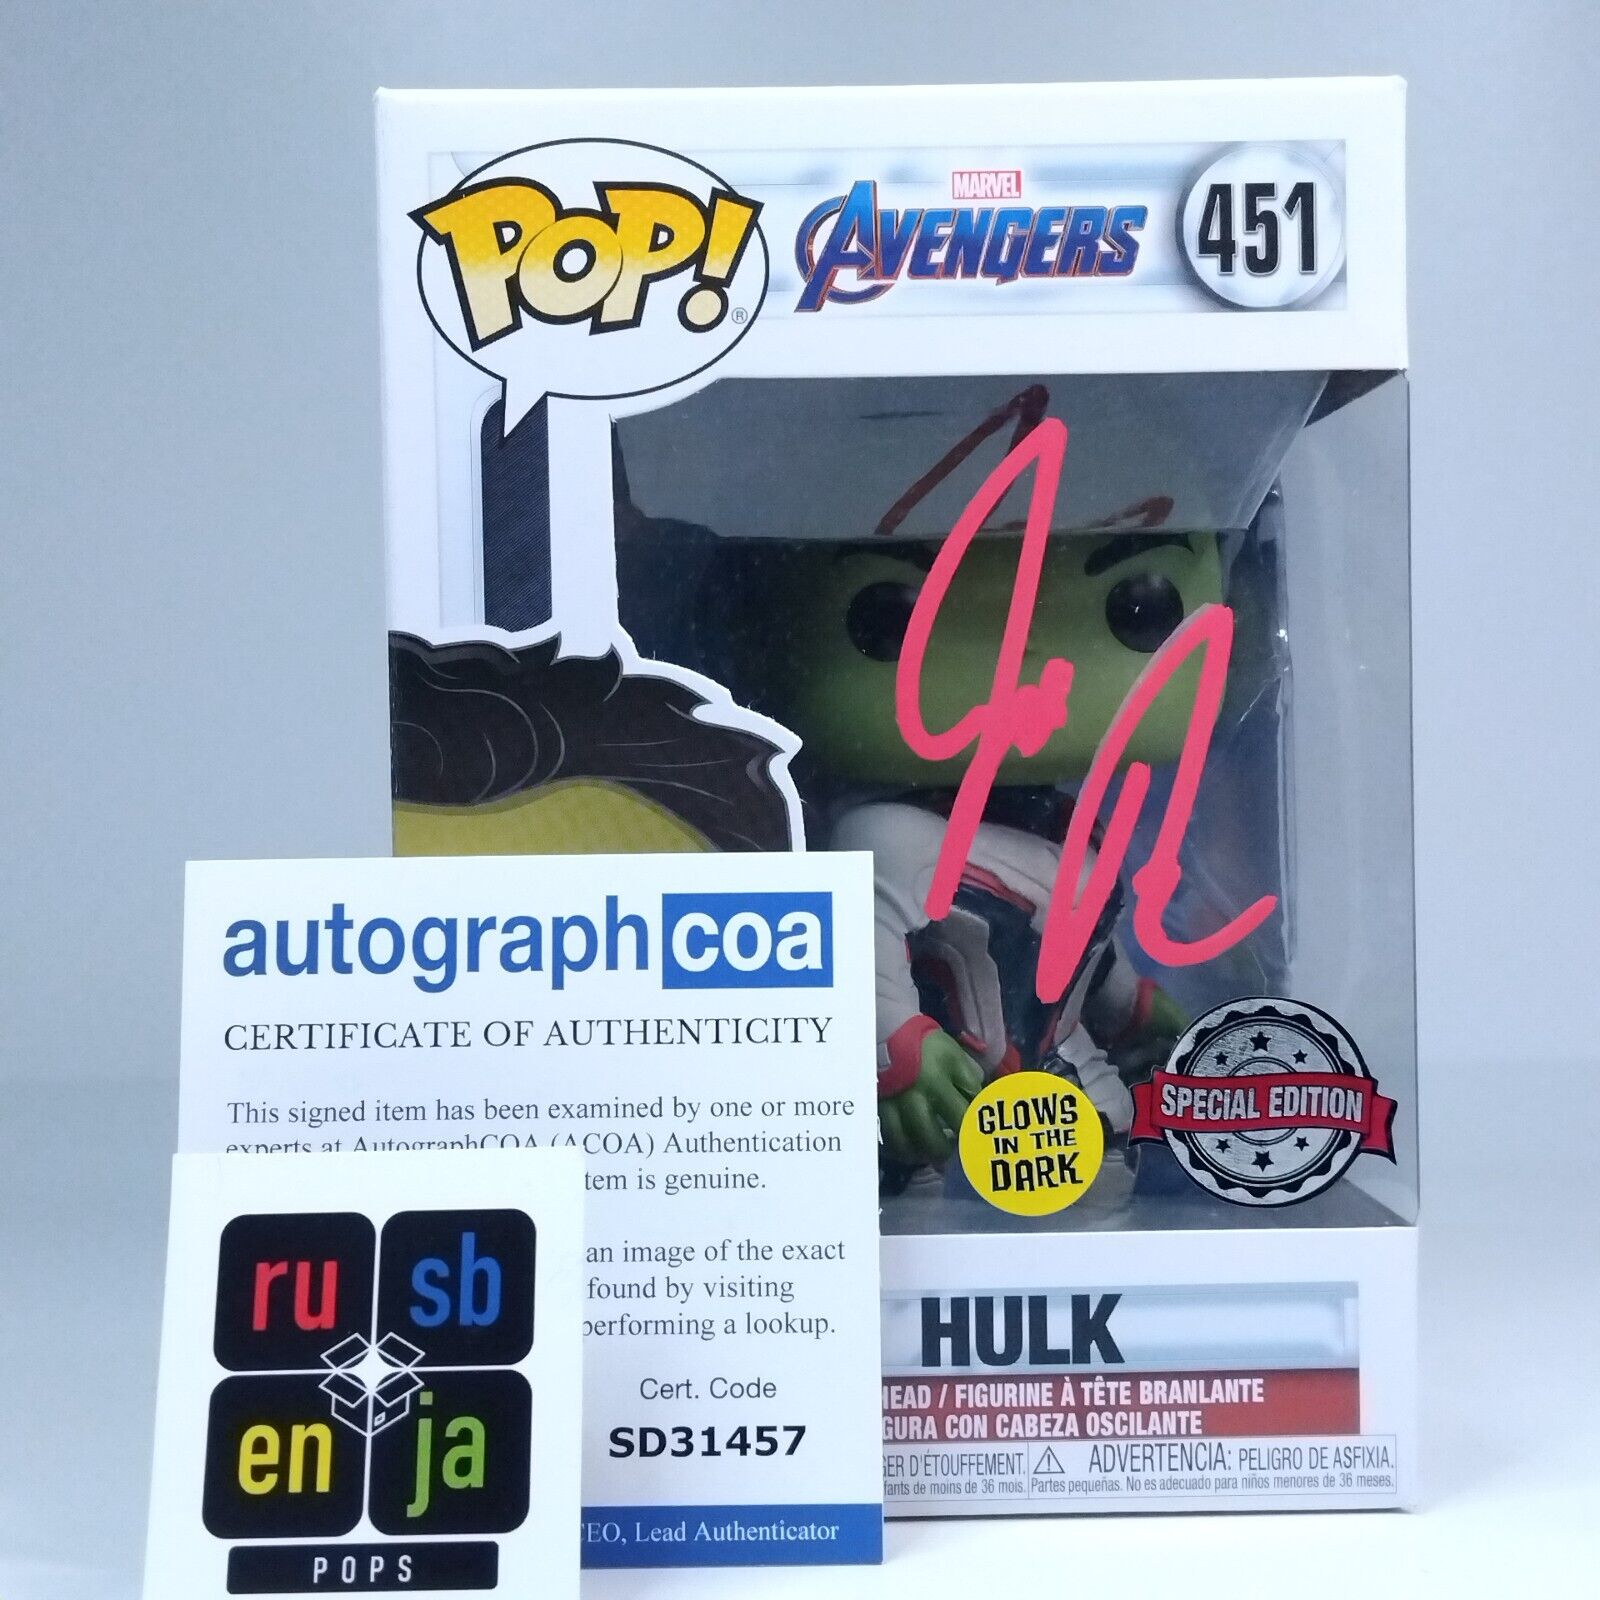 POP!
®
MARVEL
AVENGERS
451
GLOWS
IN THE
DARK
SPECIAL EDITION
HULK
HEAD / FIGURINE À TÊTE BRANLANTE
GURA CON CABEZA OSCILANTE
GER D'ÉTOUFFEMENT.
fants de moins de 36 mois.
ADVERTENCIA: PELIGRO DE ASFIXIA.
Partes pequeñas. No es adecuado para niños menores de 36 meses.
autograph coa
CERTIFICATE OF AUTHENTICITY
This signed item has been examined by one or more
experts at AutographCOA (ACOA) Authentication
tem is genuine.
an image of the exact
found by visiting
performing a lookup.
Cert. Code
SD31457
CEO, Lead Authenticator
ru sb
en ja
POPS